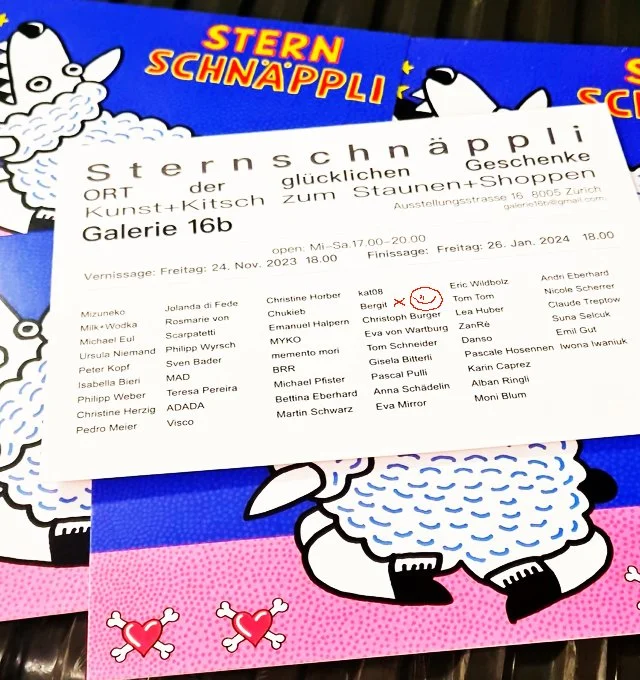 STERN
SCHNÄPPLI
S
SC
Sternschnäppli
ORT der glücklichen Geschenke
Kunst+Kitsch zum Staunen+Shoppen
Ausstellungsstrasse 16 8005 Zürich
galerie16b@gmail.com
Galerie 16b
open: Mi-Sa.17.00-20.00
Vernissage: Freitag: 24. Nov. 2023 18.00 Finissage: Freitag: 26. Jan. 2024 18.00
Mizuneko
Milk+Wodka
Michael Eul
Ursula Niemand
Peter Kopf
Isabella Bieri
Philipp Weber
Christine Herzig
Pedro Meier
Jolanda di Fede
Rosmarie von
Scarpatetti
Philipp Wyrsch
Sven Bader
MAD
Teresa Pereira
ADADA
Visco
Christine Horber
Chukieb
Emanuel Halpern
MYKO
memento mori
BRR
Michael Pfister
Bettina Eberhard
Martin Schwarz
kat08
Bergit
Christoph Burger
Eva von Wartburg
Tom Schneider
Gisela Bitterli
Pascal Pulli
Anna Schädelin
Eva Mirror
Eric Wildbolz
Tom Tom
Lea Huber
ZanRé
Danso
Pascale Hosennen
Karin Caprez
Alban Ringli
Moni Blum
Andri Eberhard
Nicole Scherrer
Claude Treptow
Suna Selcuk
Emil Gut
Iwona Iwaniuk